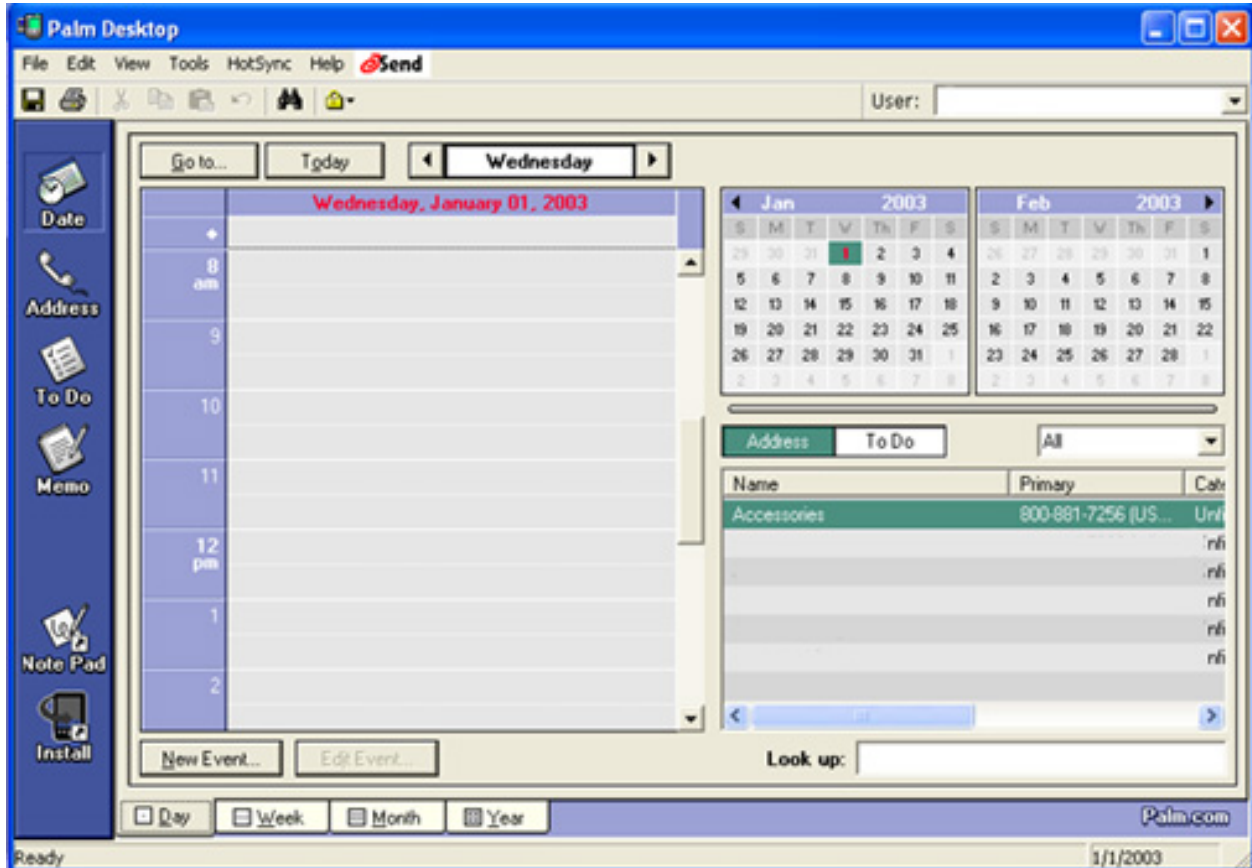 Palm Desktop
File Edit View Tools HotSync Help Send
User:
Go to... Today Wednesday
Date
Address
To Do
Memo
Note Pad
Install
Wednesday, January 01, 2003
8
am
9
10
11
12
pm
1
2
Jan 2003
S M T W Th F S
29 30 31 1 2 3 4
5 6 7 8 9 10 11
12 13 14 15 16 17 18
19 20 21 22 23 24 25
26 27 28 29 30 31 1
2 3 4 5 6 7 8
Feb 2003
S M T W Th F S
26 27 28 29 30 31 1
2 3 4 5 6 7 8
9 10 11 12 13 14 15
16 17 18 19 20 21 22
23 24 25 26 27 28 1
2 3 4 5 6 7 8
Address To Do All
Name Primary Cate
Accessories 800-881-7256 (US... Unfi
nfi
nfi
nfi
nfi
nfi
New Event... Edit Event... Look up:
Day Week Month Year Palm.com
Ready 1/1/2003